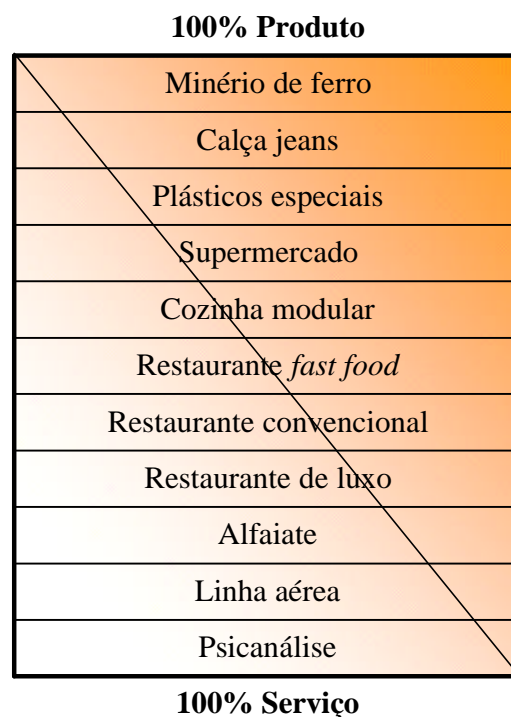 100% Produto
Minério de ferro
Calça jeans
Plásticos especiais
Supermercado
Cozinha modular
Restaurante fast food
Restaurante convencional
Restaurante de luxo
Alfaiate
Linha aérea
Psicanálise
100% Serviço